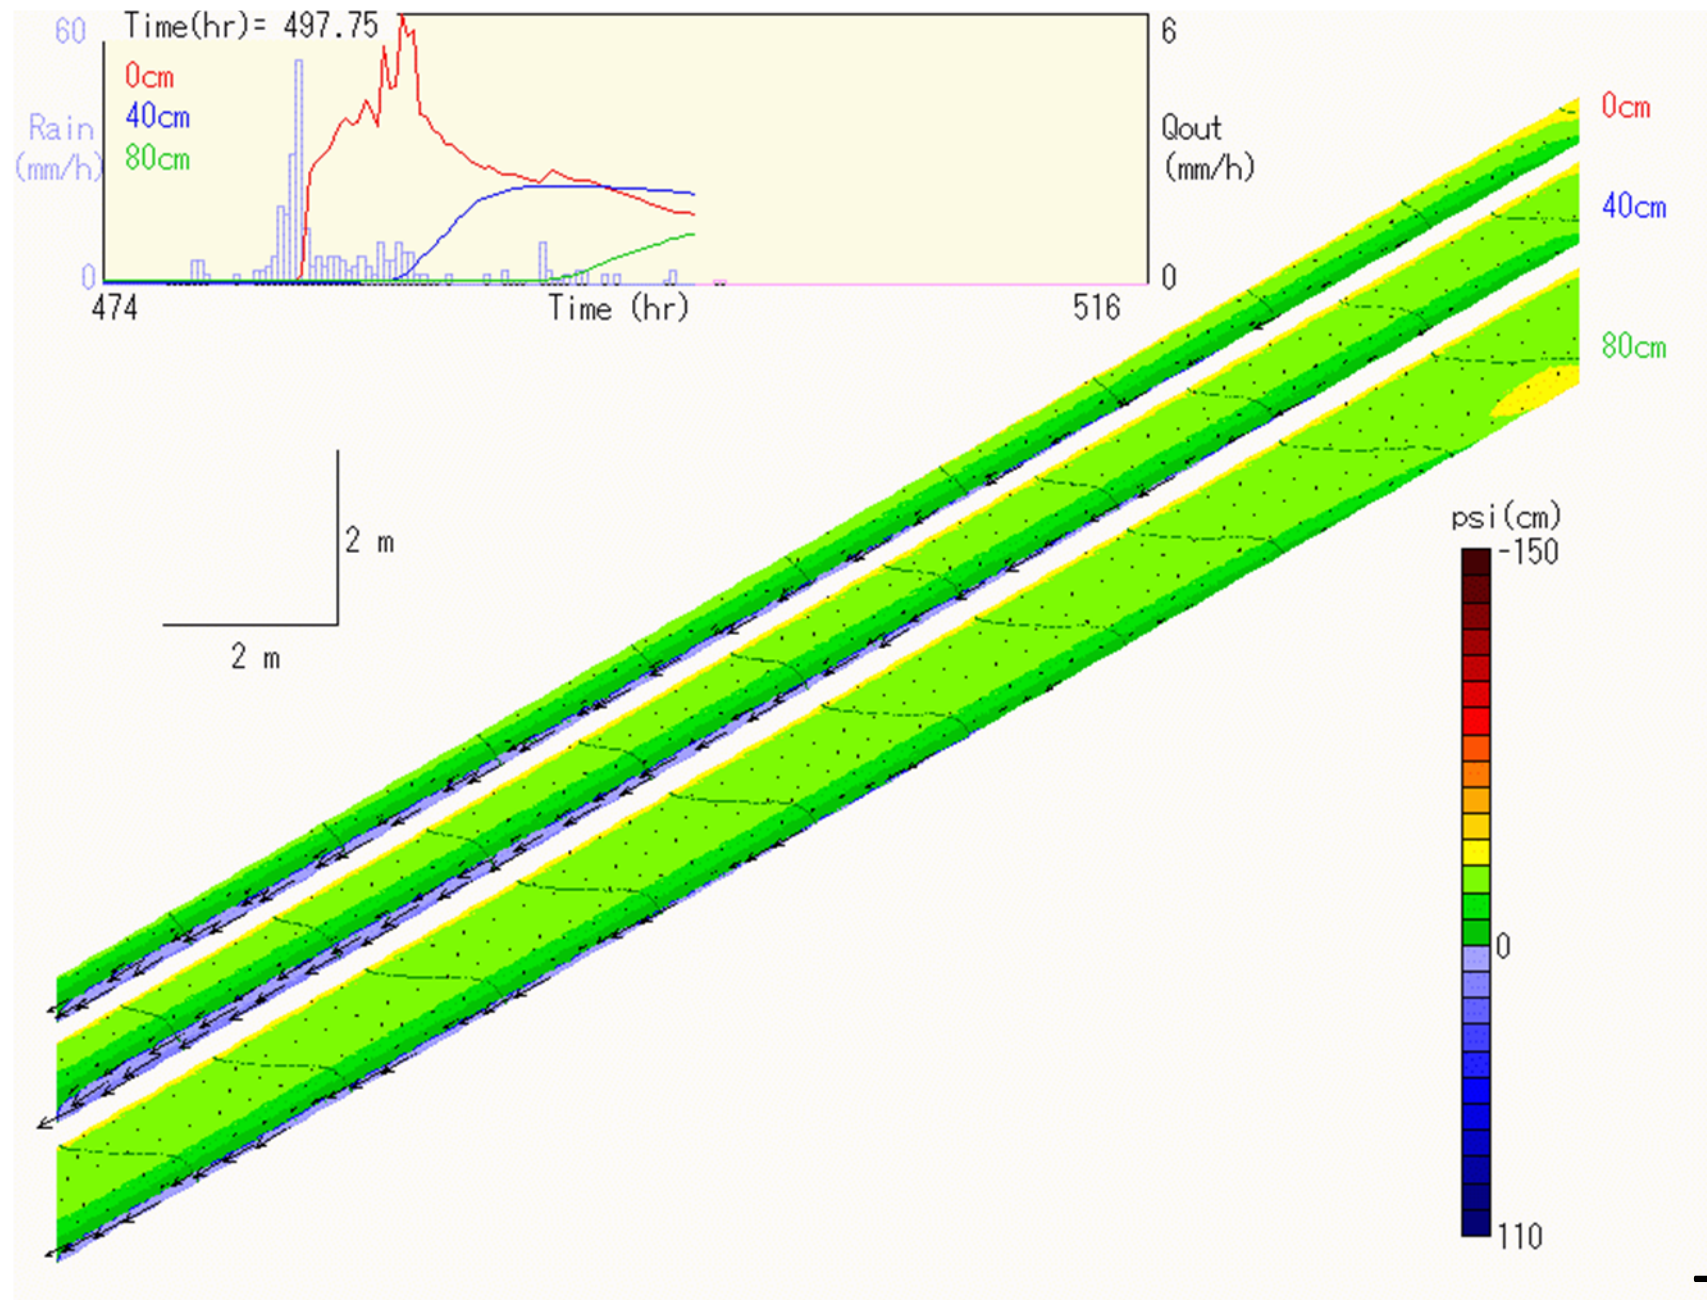 60
Time(hr)= 497.75
6
0cm
40cm
80cm
Rain
(mm/h)
Qout
(mm/h)
0
0
474
Time (hr)
516
0cm
40cm
80cm
2 m
2 m
psi(cm)
-150
0
110